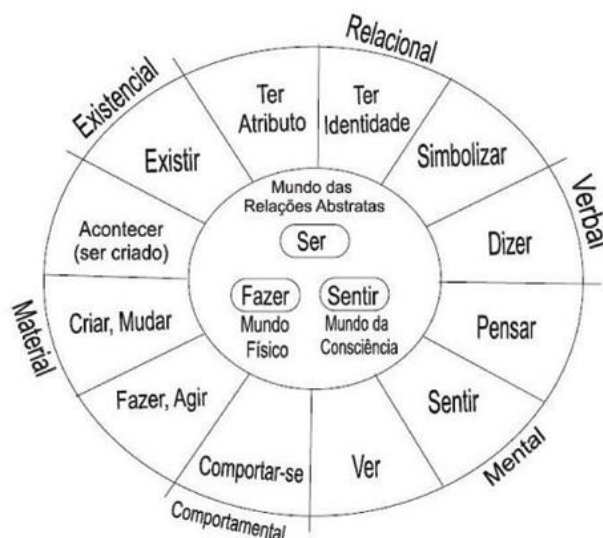 Relacional
Existencial
Ter
Atributo
Ter
Identidade
Existir
Simbolizar
Verbal
Mundo das
Relações Abstratas
Acontecer
(ser criado)
Ser
Dizer
Fazer
Sentir
Mundo
Físico
Mundo da
Consciência
Criar, Mudar
Pensar
Material
Fazer, Agir
Sentir
Comportar-se
Ver
Mental
Comportamental